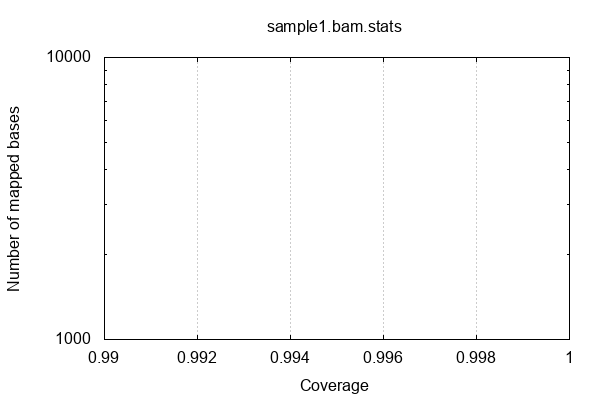 sample1.bam.stats
10000
Number of mapped bases
1000
0.99 0.992 0.994 0.996 0.998 1
Coverage